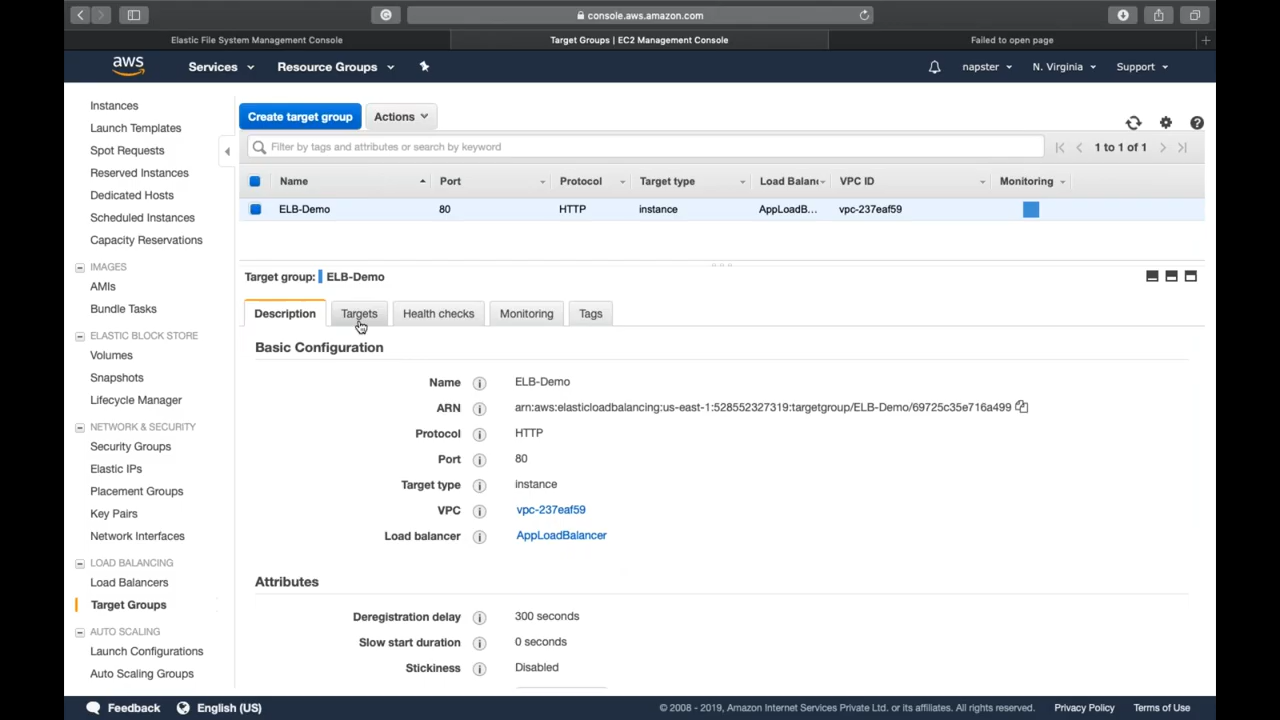 console.aws.amazon.com
Elastic File System Management Console
Target Groups | EC2 Management Console
Failed to open page
aws
Services
Resource Groups
napster
N. Virginia
Support
Instances
Launch Templates
Spot Requests
Reserved Instances
Dedicated Hosts
Scheduled Instances
Capacity Reservations
IMAGES
AMIs
Bundle Tasks
ELASTIC BLOCK STORE
Volumes
Snapshots
Lifecycle Manager
NETWORK & SECURITY
Security Groups
Elastic IPs
Placement Groups
Key Pairs
Network Interfaces
LOAD BALANCING
Load Balancers
Target Groups
AUTO SCALING
Launch Configurations
Auto Scaling Groups
Create target group
Actions
Filter by tags and attributes or search by keyword
1 to 1 of 1
Name Port Protocol Target type Load Balan VPC ID Monitoring
ELB-Demo 80 HTTP instance AppLoadB... vpc-237eaf59
Target group: ELB-Demo
Description Targets Health checks Monitoring Tags
Basic Configuration
Name ELB-Demo
ARN arn:aws:elasticloadbalancing:us-east-1:528552327319:targetgroup/ELB-Demo/69725c35e716a499
Protocol HTTP
Port 80
Target type instance
VPC vpc-237eaf59
Load balancer AppLoadBalancer
Attributes
Deregistration delay 300 seconds
Slow start duration 0 seconds
Stickiness Disabled
Feedback English (US)
© 2008 - 2019, Amazon Internet Services Private Ltd. or its affiliates. All rights reserved. Privacy Policy Terms of Use